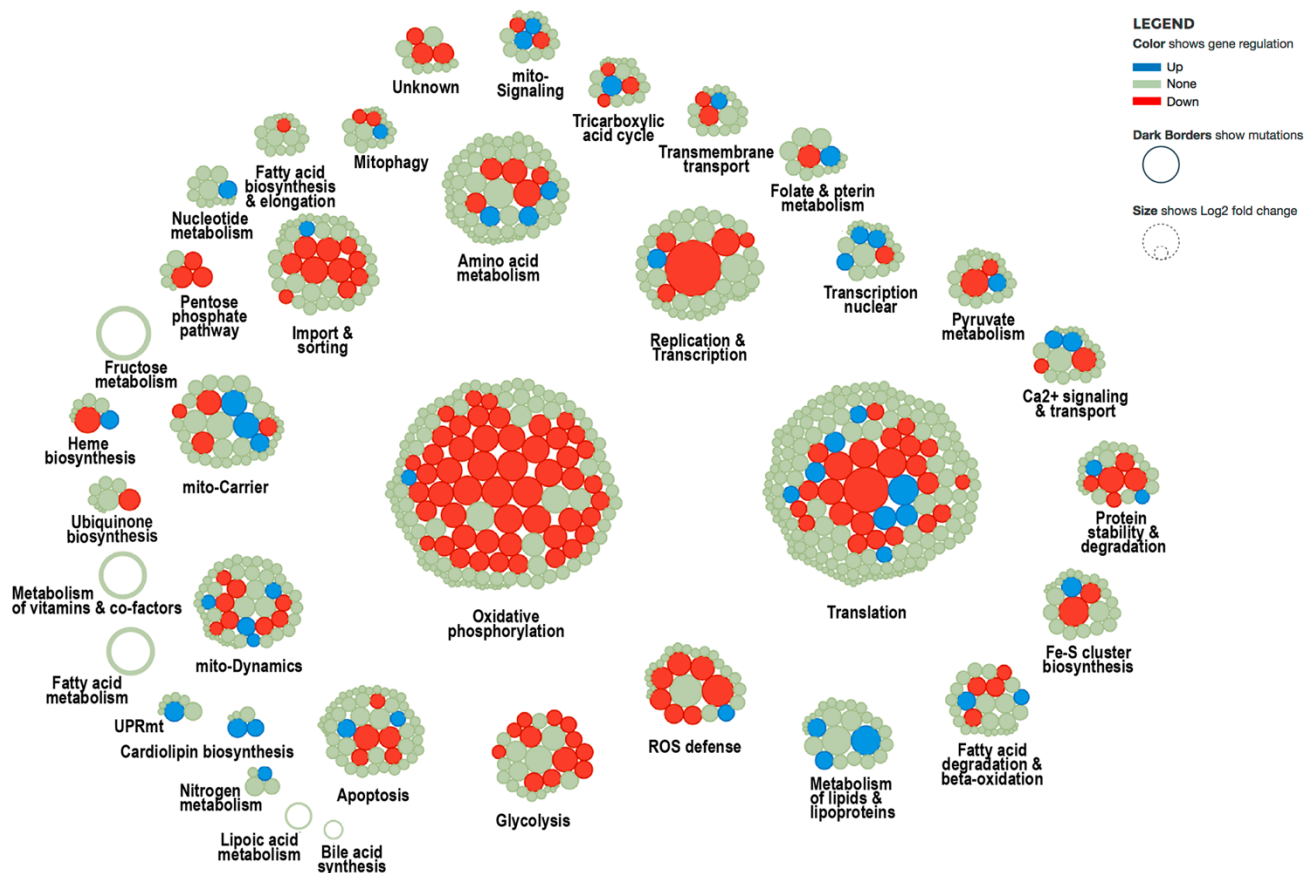 LEGEND
Color shows gene regulation
Up
None
Down
Dark Borders show mutations
Size shows Log2 fold change
Unknown
mito-
Signaling
Tricarboxylic
acid cycle
Transmembrane
transport
Folate & pterin
metabolism
Mitophagy
Fatty acid
biosynthesis
& elongation
Nucleotide
metabolism
Amino acid
metabolism
Transcription
nuclear
Pyruvate
metabolism
Pentose
phosphate
pathway
Import &
sorting
Replication &
Transcription
Fructose
metabolism
Ca2+ signaling
& transport
Heme
biosynthesis
mito-Carrier
Ubiquinone
biosynthesis
Protein
stability &
degradation
Metabolism
of vitamins & co-factors
Oxidative
phosphorylation
Translation
Fe-S cluster
biosynthesis
mito-Dynamics
Fatty acid
metabolism
UPRmt
Cardiolipin biosynthesis
ROS defense
Fatty acid
degradation &
beta-oxidation
Nitrogen
metabolism
Apoptosis
Glycolysis
Metabolism
of lipids &
lipoproteins
Lipoic acid
metabolism
Bile acid
synthesis